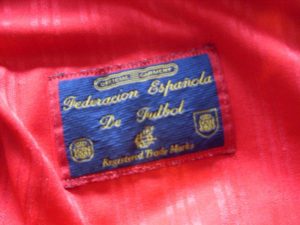 OFFICIAL GARMENT
Federacion Española
De Futbol
Registered Trade Marks